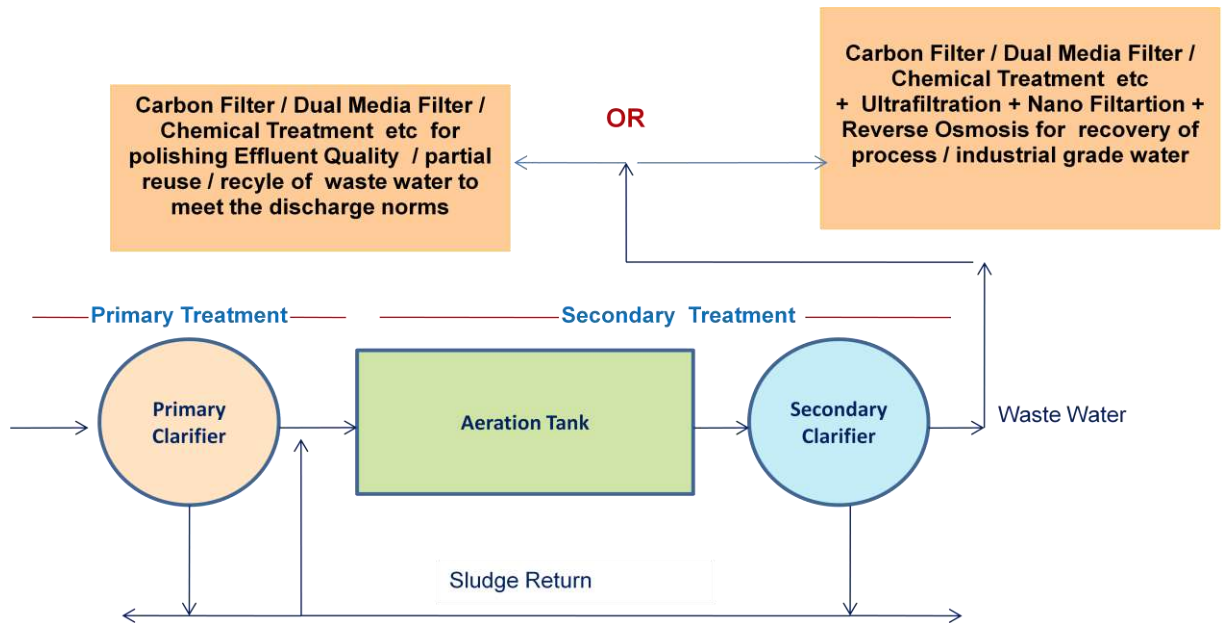 Carbon Filter / Dual Media Filter /
Chemical Treatment etc for
polishing Effluent Quality / partial
reuse / recyle of waste water to
meet the discharge norms
OR
Carbon Filter / Dual Media Filter /
Chemical Treatment etc
+ Ultrafiltration + Nano Filtartion +
Reverse Osmosis for recovery of
process / industrial grade water
Primary Treatment
Secondary Treatment
Primary
Clarifier
Aeration Tank
Secondary
Clarifier
Waste Water
Sludge Return